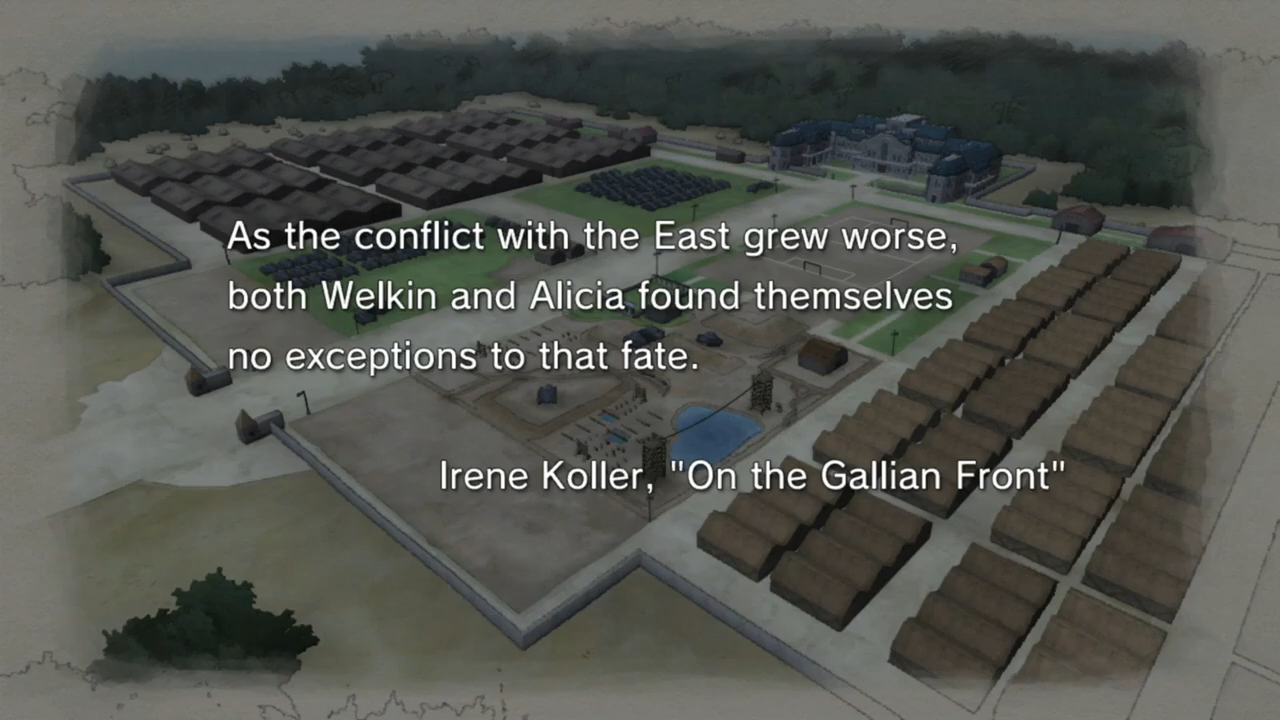 As the conflict with the East grew worse,
both Welkin and Alicia found themselves
no exceptions to that fate.
Irene Koller, "On the Gallian Front"